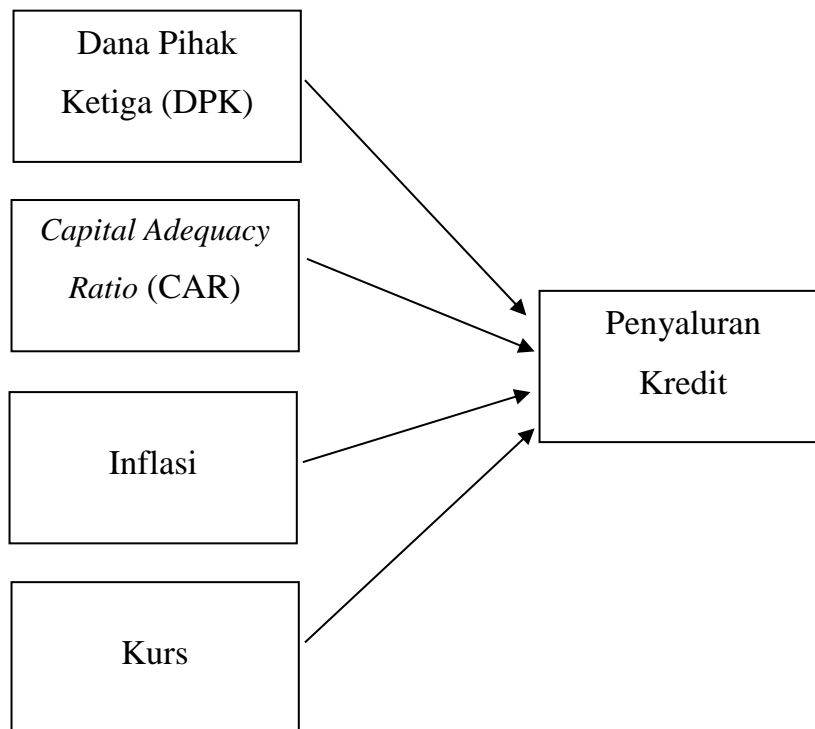 Dana Pihak
Ketiga (DPK)
Capital Adequacy
Ratio (CAR)
Inflasi
Kurs
Penyaluran
Kredit